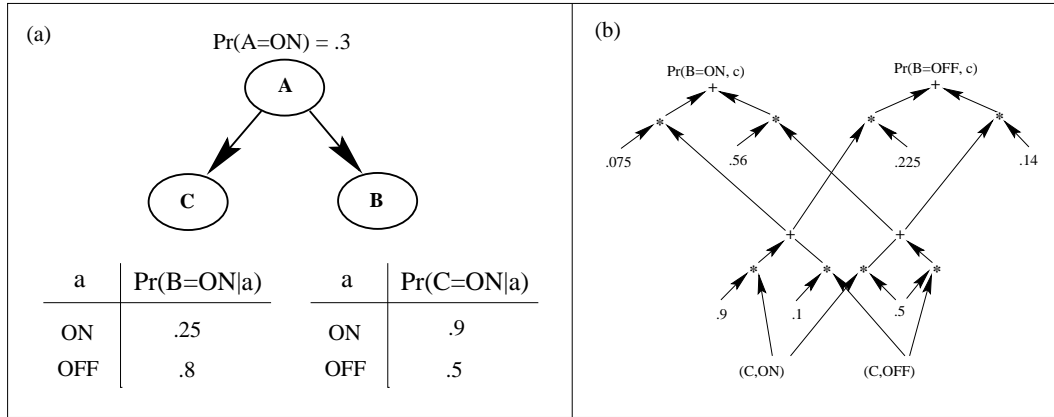 (a)
Pr(A=ON) = .3
A
C
B
a Pr(B=ON|a)
ON .25
OFF .8
a Pr(C=ON|a)
ON .9
OFF .5
(b)
Pr(B=ON, c) Pr(B=OFF, c)
+ +
* * * *
.075 .56 .225 .14
+ +
* * * *
.9 .1 .5
(C,ON) (C,OFF)